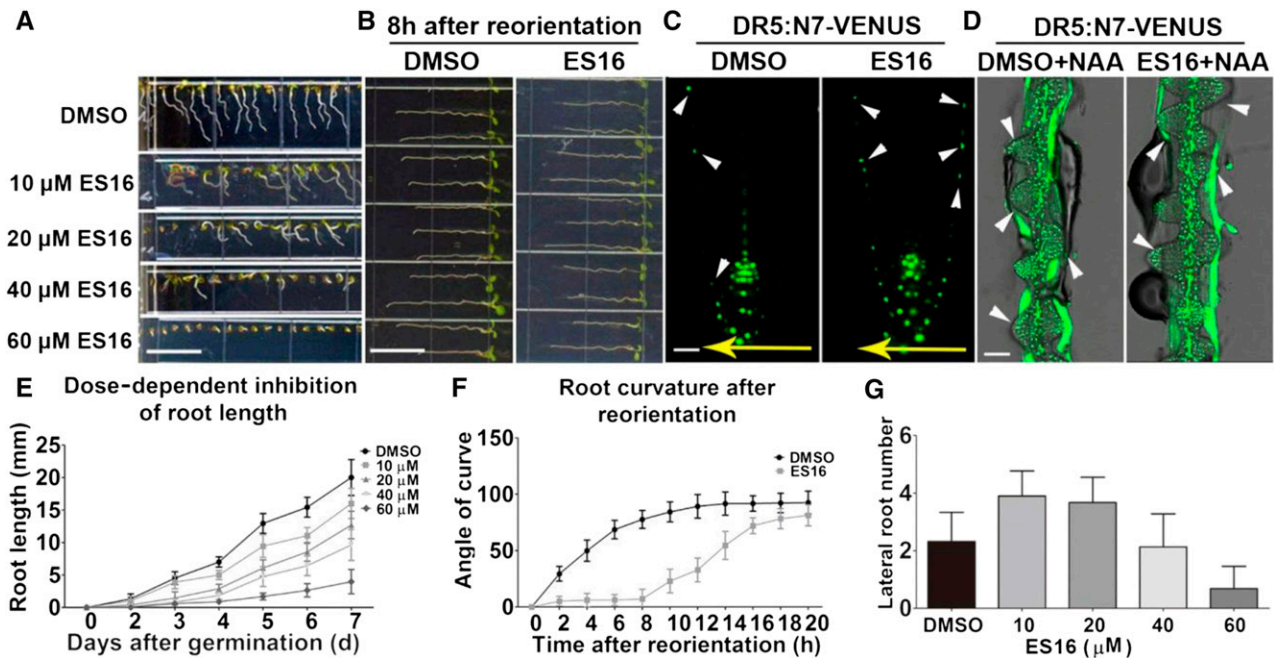 A
DMSO
10 μM ES16
20 μM ES16
40 μM ES16
60 μM ES16
B
8h after reorientation
DMSO ES16
C
DR5:N7-VENUS
DMSO ES16
D
DR5:N7-VENUS
DMSO+NAA ES16+NAA
E
Dose-dependent inhibition
of root length
Root length (mm)
25
20
15
10
5
0
DMSO
10 μM
20 μM
40 μM
60 μM
0 1 2 3 4 5 6 7
Days after germination (d)
F
Root curvature after
reorientation
Angle of curve
150
100
50
0
DMSO
ES16
0 2 4 6 8 10 12 14 16 18 20
Time after reorientation (h)
G
Lateral root number
6
4
2
0
DMSO 10 20 40 60
ES16 (μM)